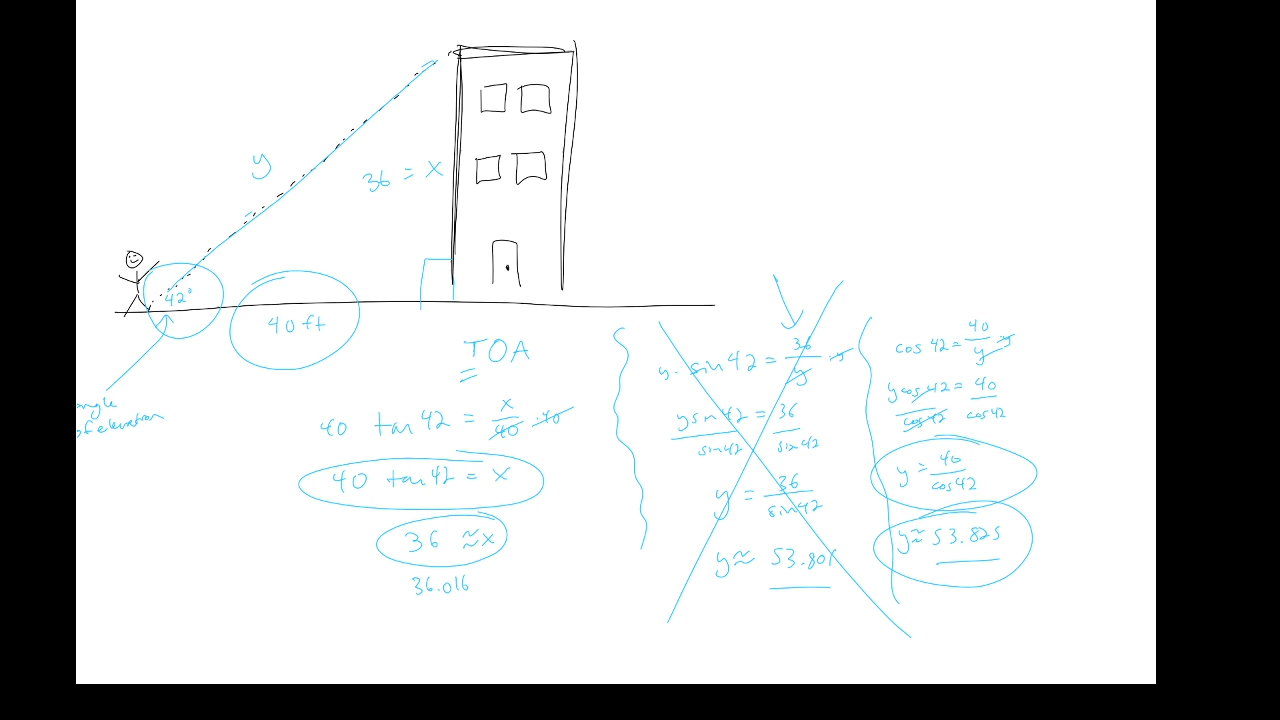 y
36 = x
42°
40 ft
angle
of elevation
TOA
40 tan 42 = x/40 · 40
40 tan 42 = x
36 ≈ x
36.016
y · sin 42 = 36/y · y
y sin 42 / sin 42 = 36 / sin 42
y = 36 / sin 42
y ≈ 53.801
cos 42 = 40/y · y
y cos 42 / cos 42 = 40 / cos 42
y = 40 / cos 42
y ≈ 53.825